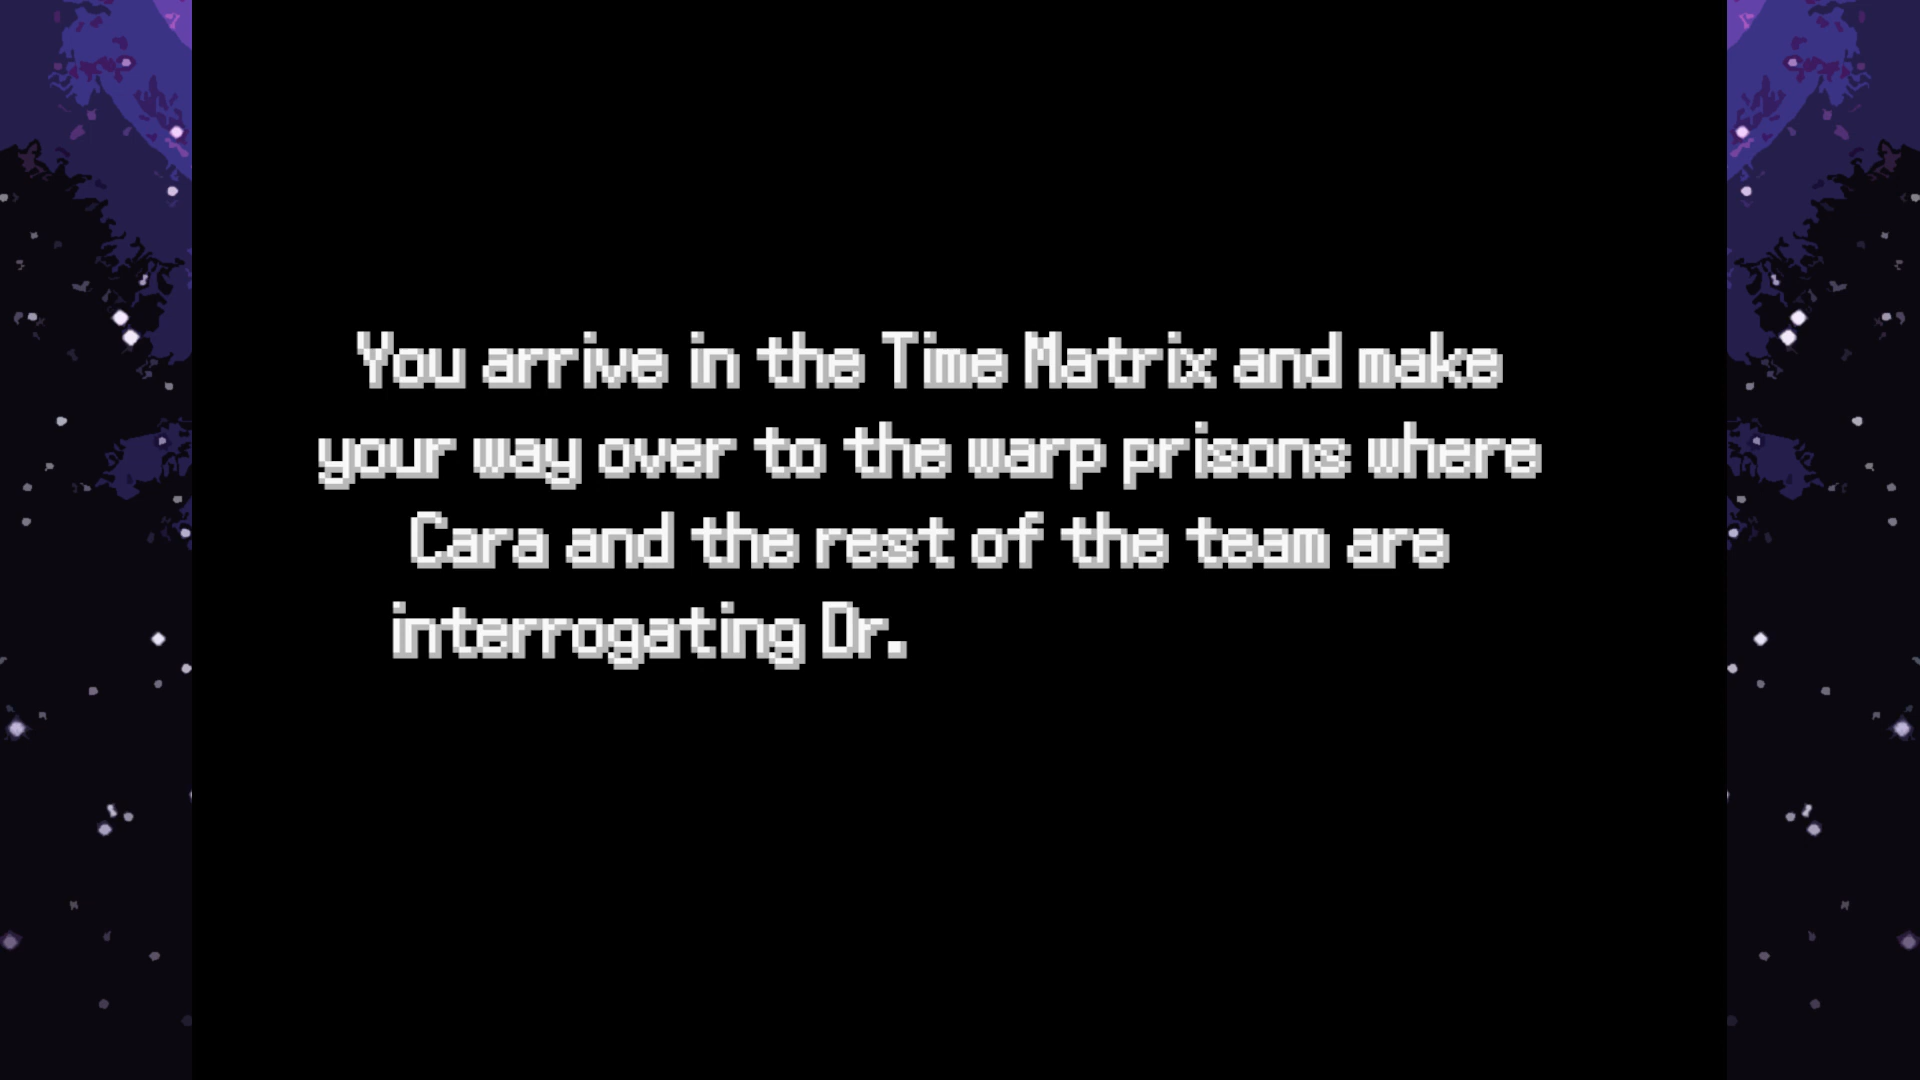 You arrive in the Time Matrix and make
your way over to the warp prisons where
Cara and the rest of the team are
interrogating Dr.